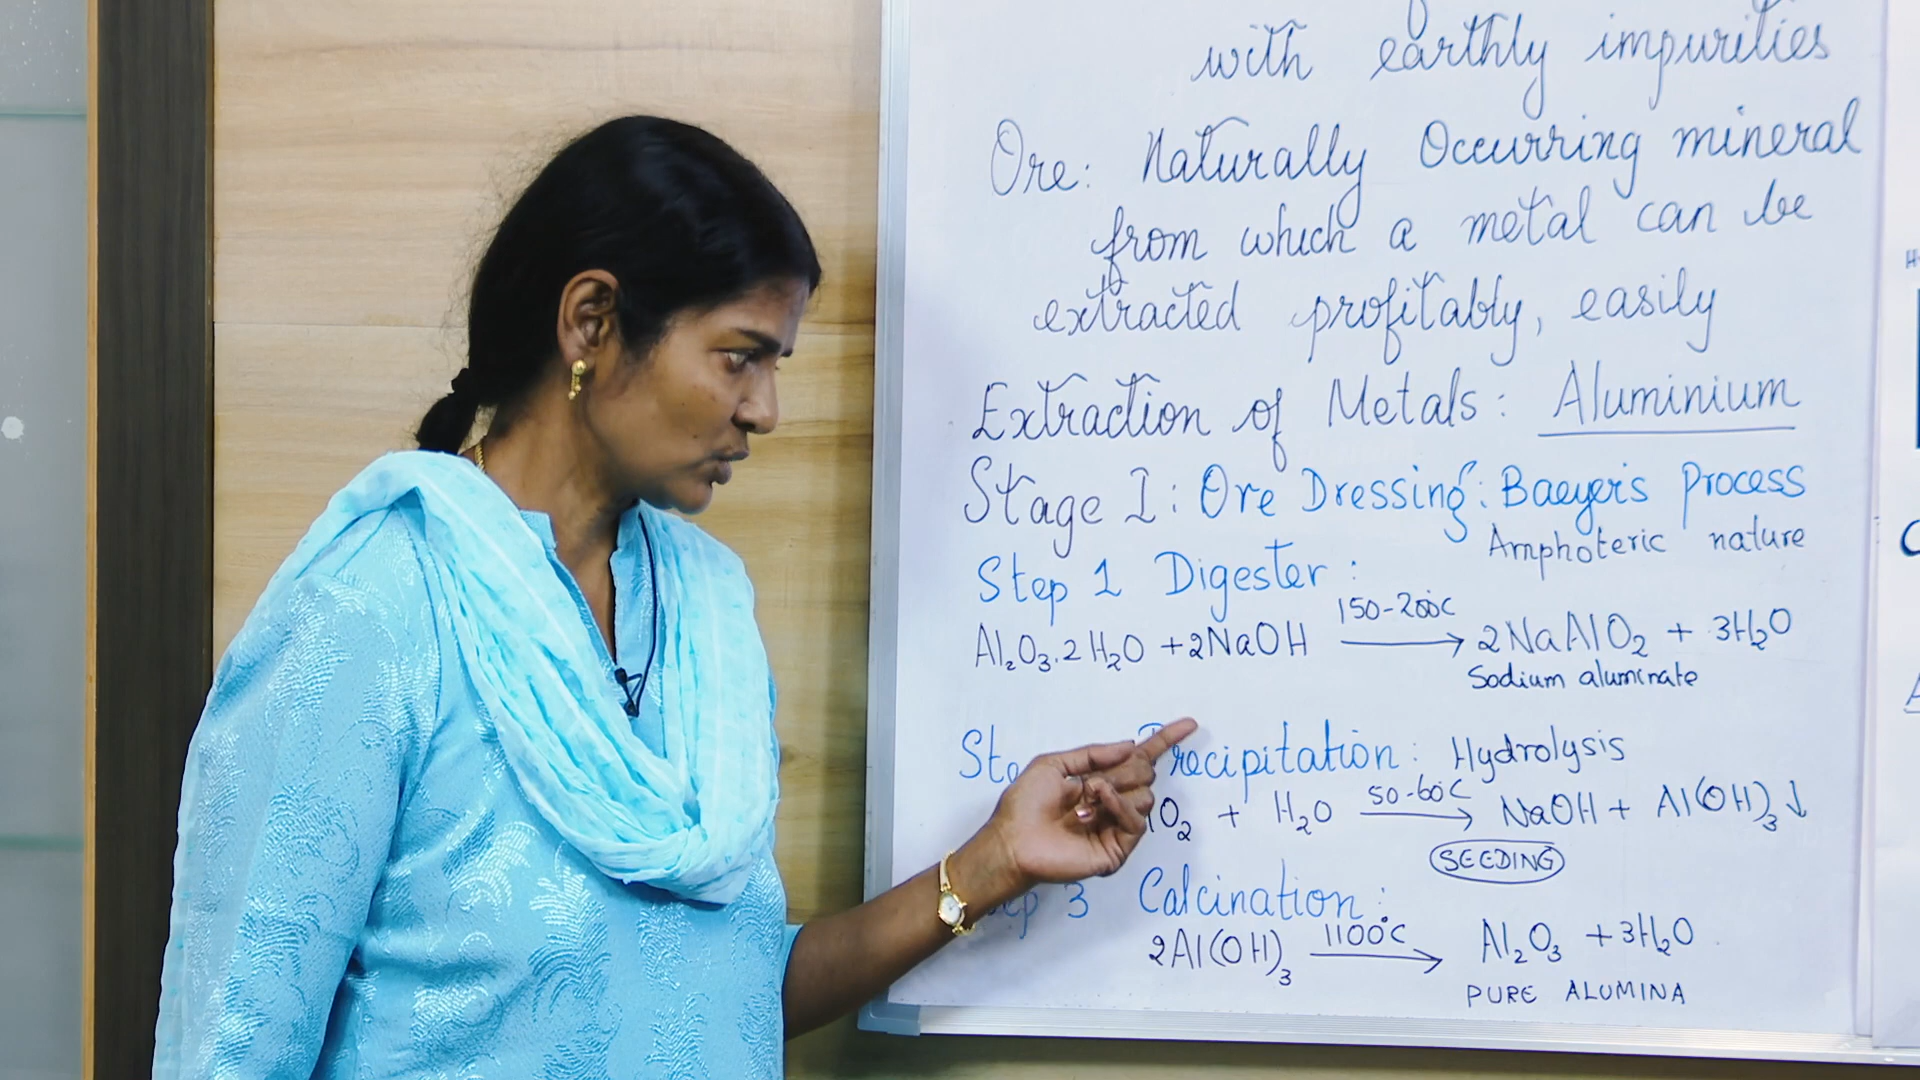 with earthly impurities
Ore: Naturally Occurring mineral
from which a metal can be
extracted profitably, easily
Extraction of Metals: Aluminium
Stage I: Ore Dressing: Baeyer's Process
Amphoteric nature
Step 1 Digester:
Al₂O₃.2H₂O + 2NaOH 150-200°C → 2NaAlO₂ + 3H₂O
Sodium aluminate
Precipitation: Hydrolysis
O₂ + H₂O 50-60°C → NaOH + Al(OH)₃↓
SEEDING
3 Calcination:
2Al(OH)₃ 1100°C → Al₂O₃ + 3H₂O
PURE ALUMINA